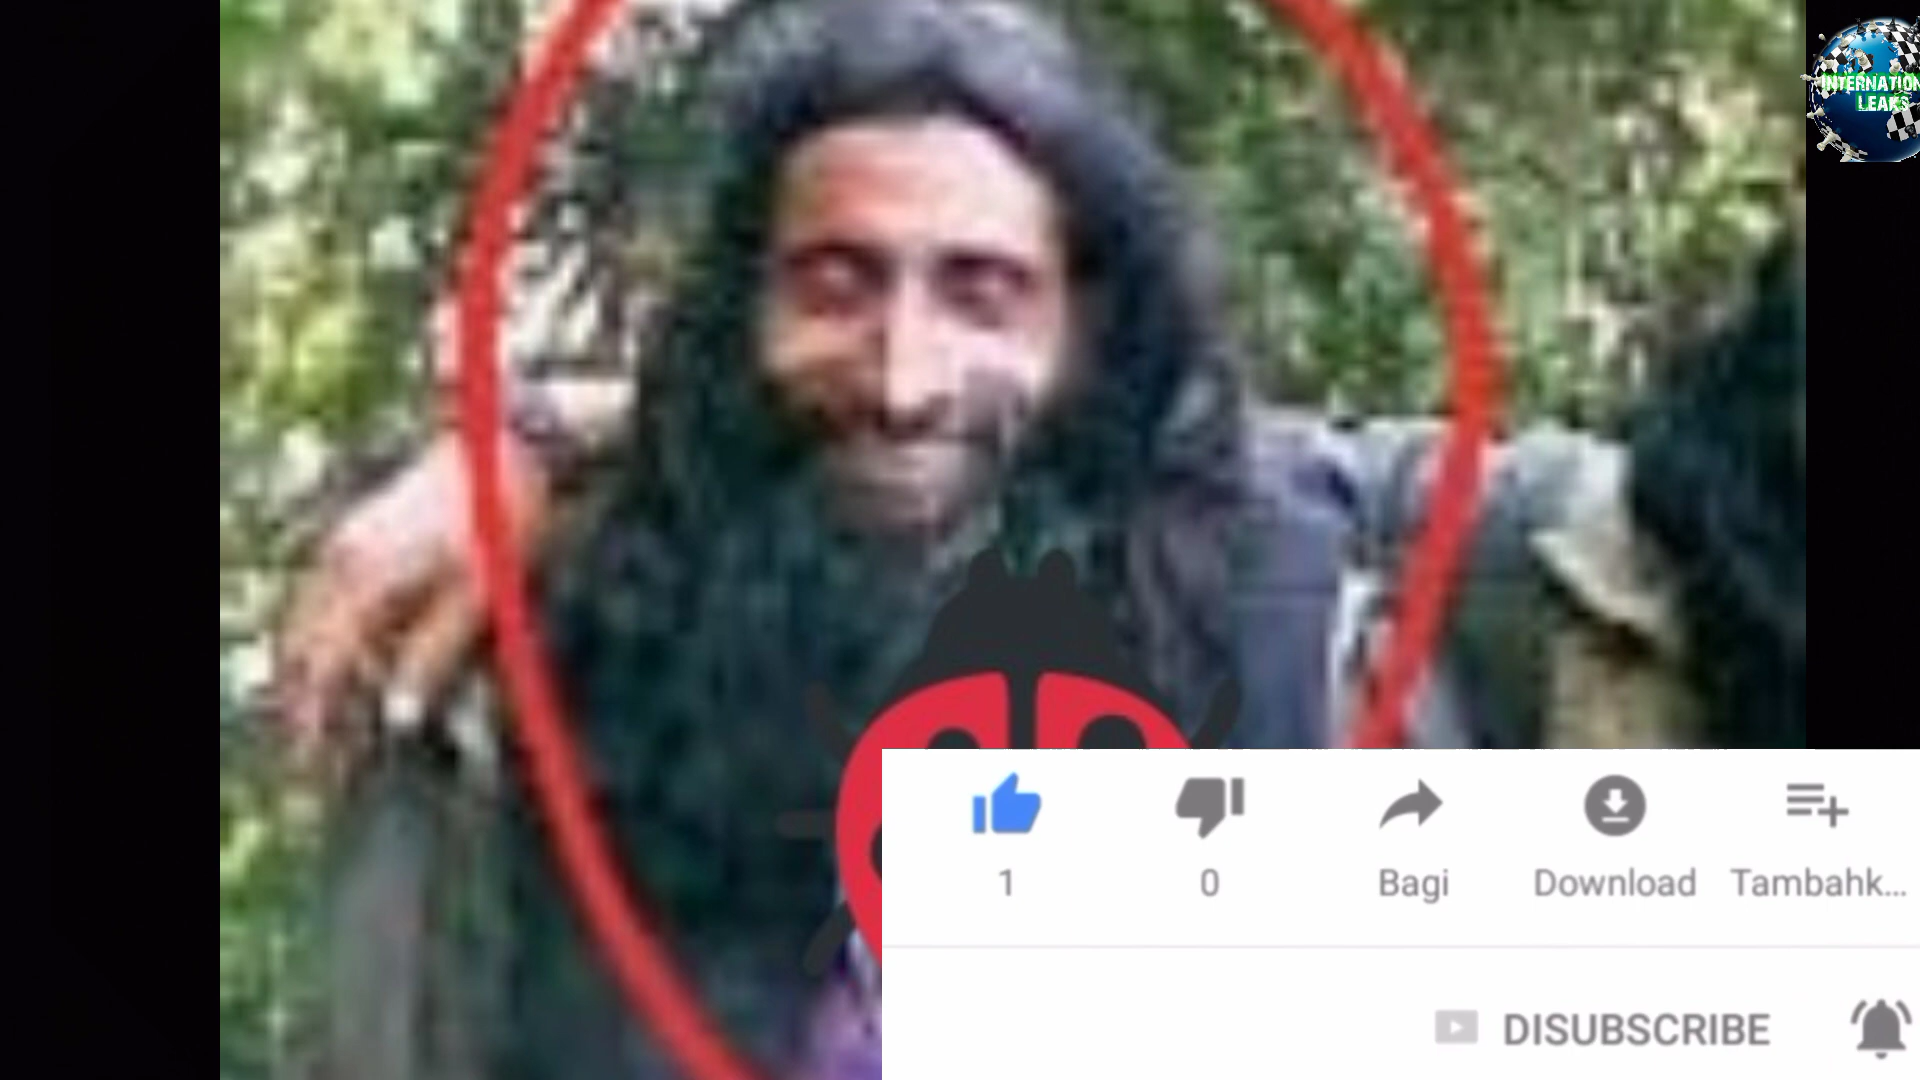 INTERNATION
LEAKS
1
0
Bagi
Download
Tambahk...
DISUBSCRIBE